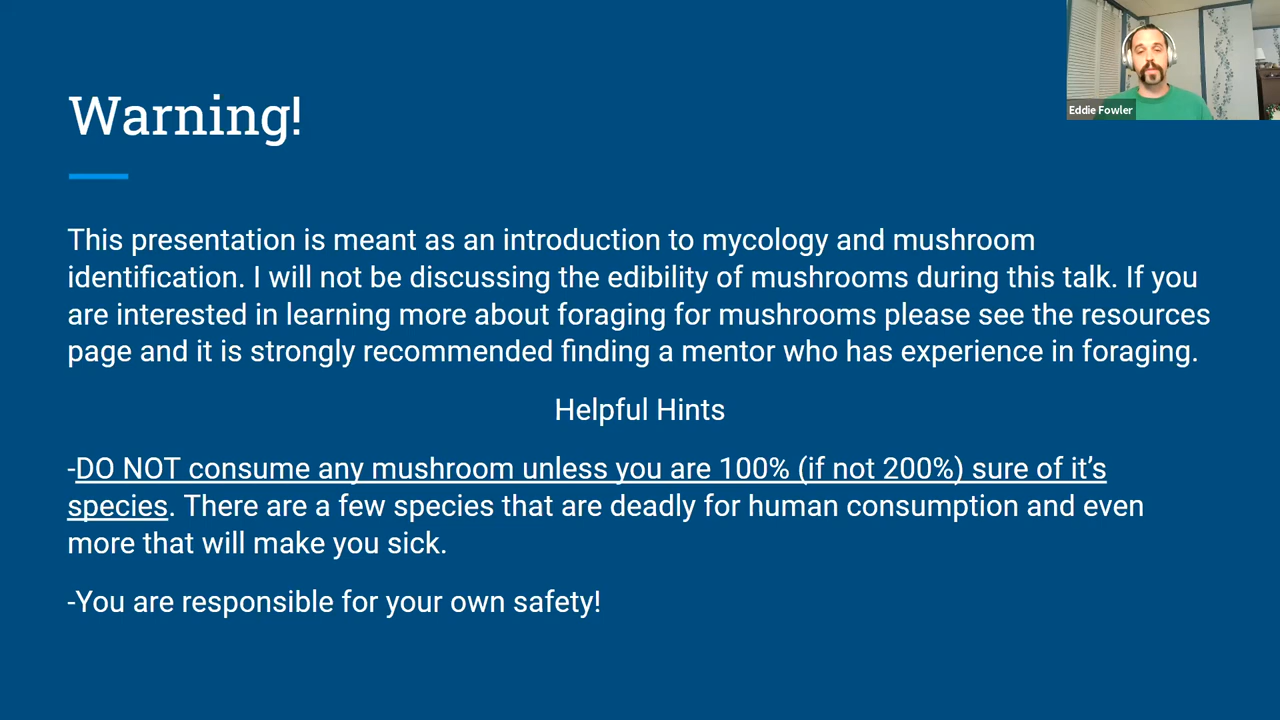 Eddie Fowler
Warning!
This presentation is meant as an introduction to mycology and mushroom
identification. I will not be discussing the edibility of mushrooms during this talk. If you
are interested in learning more about foraging for mushrooms please see the resources
page and it is strongly recommended finding a mentor who has experience in foraging.
Helpful Hints
-DO NOT consume any mushroom unless you are 100% (if not 200%) sure of it’s
species. There are a few species that are deadly for human consumption and even
more that will make you sick.
-You are responsible for your own safety!